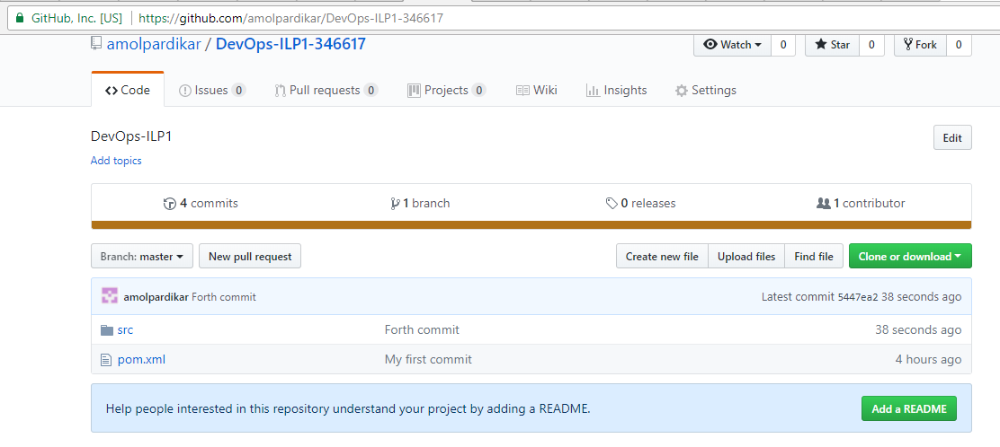 GitHub, Inc. [US] https://github.com/amolpardikar/DevOps-ILP1-346617
amolpardikar / DevOps-ILP1-346617 Watch 0 Star 0 Fork 0
Code Issues 0 Pull requests 0 Projects 0 Wiki Insights Settings
DevOps-ILP1 Edit
Add topics
4 commits 1 branch 0 releases 1 contributor
Branch: master New pull request Create new file Upload files Find file Clone or download
amolpardikar Forth commit Latest commit 5447ea2 38 seconds ago
src Forth commit 38 seconds ago
pom.xml My first commit 4 hours ago
Help people interested in this repository understand your project by adding a README. Add a README